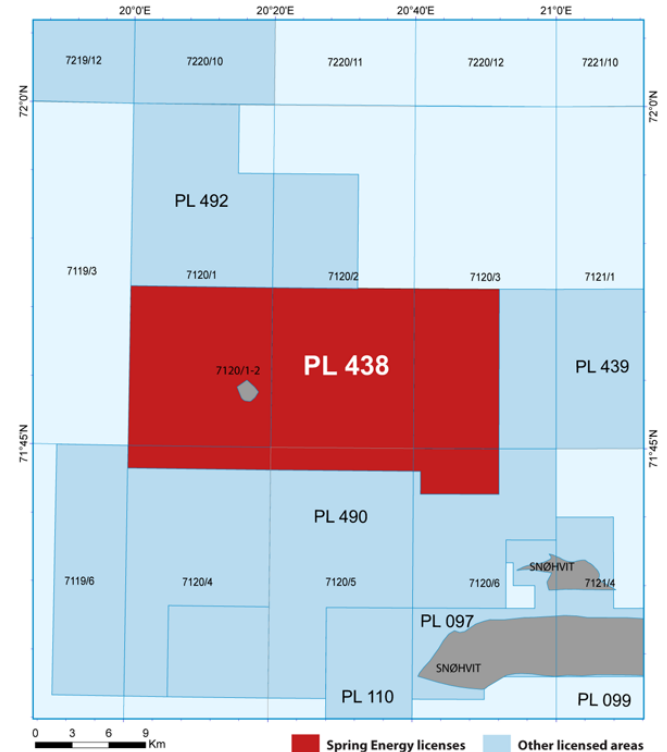 20°0'E 20°20'E 20°40'E 21°0'E
7219/12 7220/10 7220/11 7220/12 7221/10
72°0'N 72°0'N
PL 492
7119/3 7120/1 7120/2 7120/3 7121/1
PL 438
7120/1-2
PL 439
71°45'N 71°45'N
PL 490
SNØHVIT
7119/6 7120/4 7120/5 7120/6 7121/4
PL 097
SNØHVIT
PL 110 PL 099
0 3 6 9
Km
Spring Energy licenses Other licensed areas